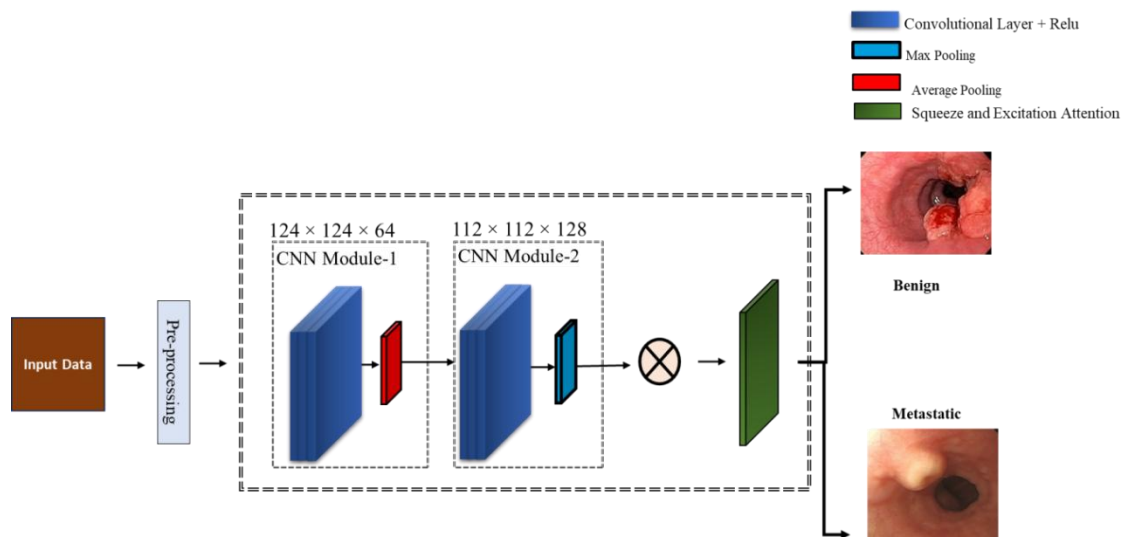 Convolutional Layer + Relu
Max Pooling
Average Pooling
Squeeze and Excitation Attention
124 × 124 × 64
CNN Module-1
112 × 112 × 128
CNN Module-2
Input Data
Pre-processing
Benign
Metastatic